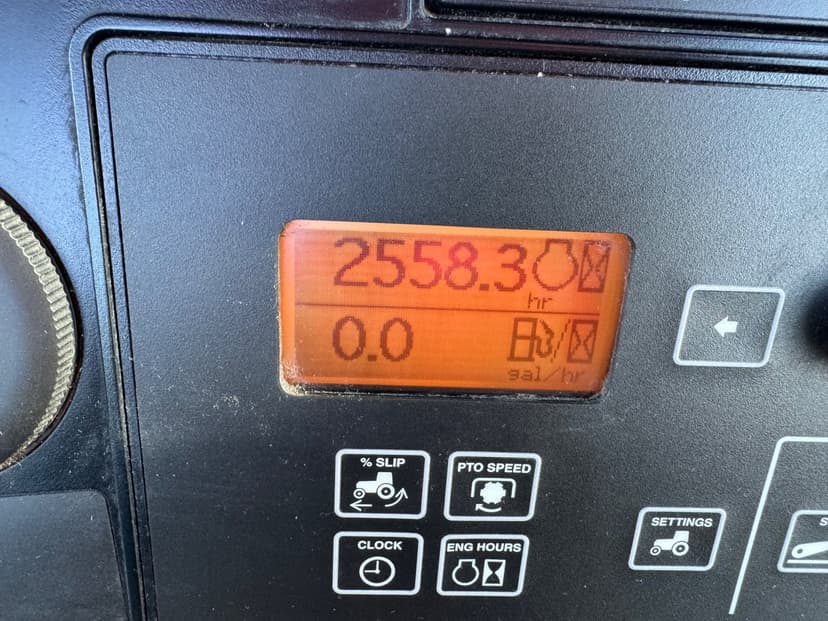 2558.3
hr
0.0
gal/hr
% SLIP
PTO SPEED
CLOCK
ENG HOURS
SETTINGS